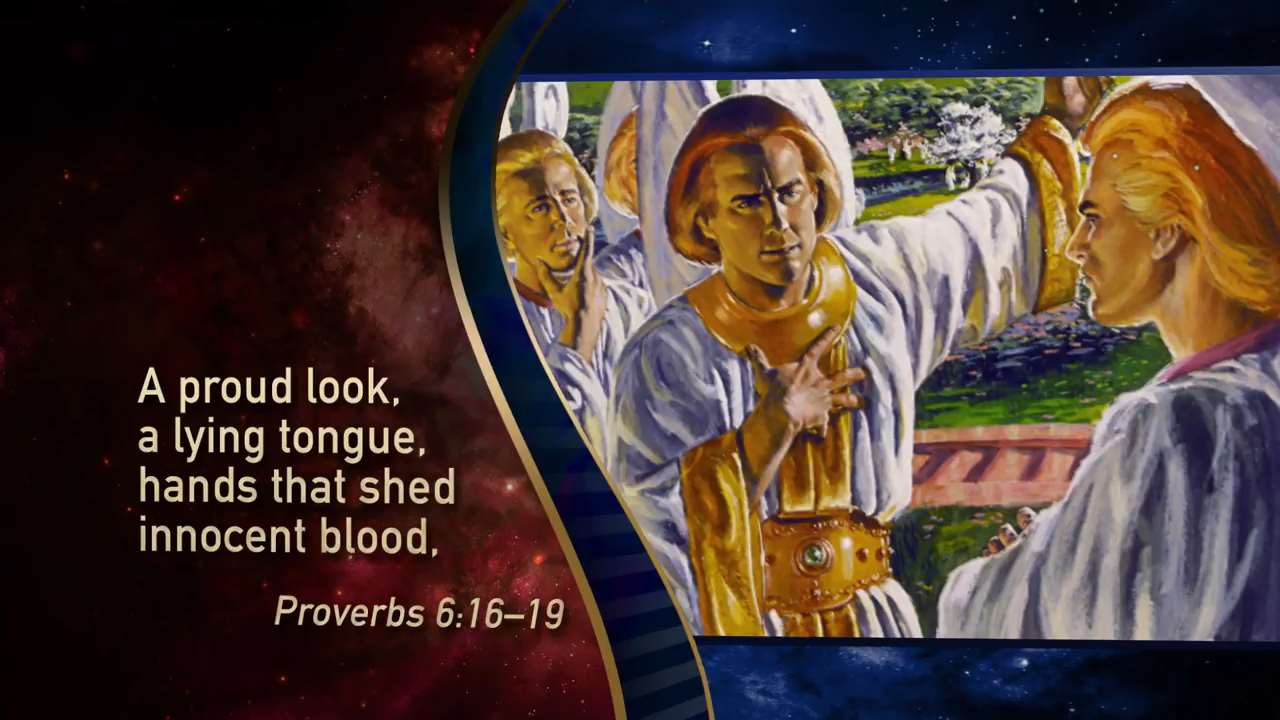 A proud look,
a lying tongue,
hands that shed
innocent blood,
Proverbs 6:16–19